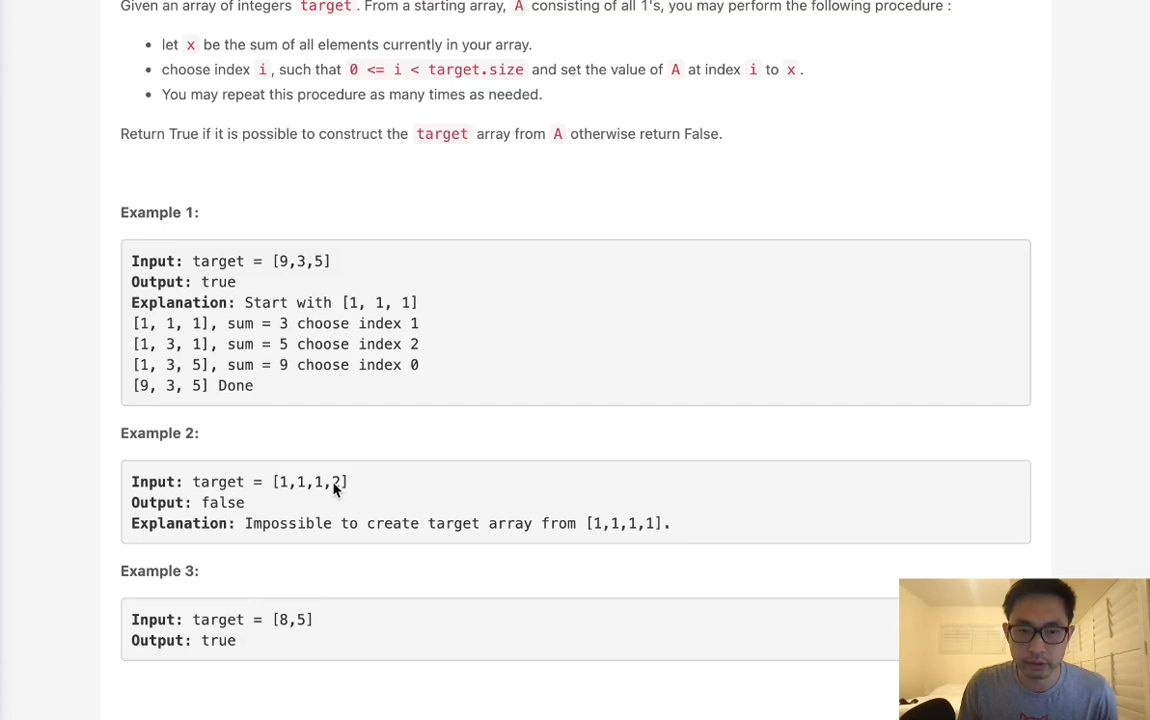 Given an array of integers target. From a starting array, A consisting of all 1's, you may perform the following procedure :
• let x be the sum of all elements currently in your array.
• choose index i, such that 0 <= i < target.size and set the value of A at index i to x.
• You may repeat this procedure as many times as needed.
Return True if it is possible to construct the target array from A otherwise return False.
Example 1:
Input: target = [9,3,5]
Output: true
Explanation: Start with [1, 1, 1]
[1, 1, 1], sum = 3 choose index 1
[1, 3, 1], sum = 5 choose index 2
[1, 3, 5], sum = 9 choose index 0
[9, 3, 5] Done
Example 2:
Input: target = [1,1,1,2]
Output: false
Explanation: Impossible to create target array from [1,1,1,1].
Example 3:
Input: target = [8,5]
Output: true